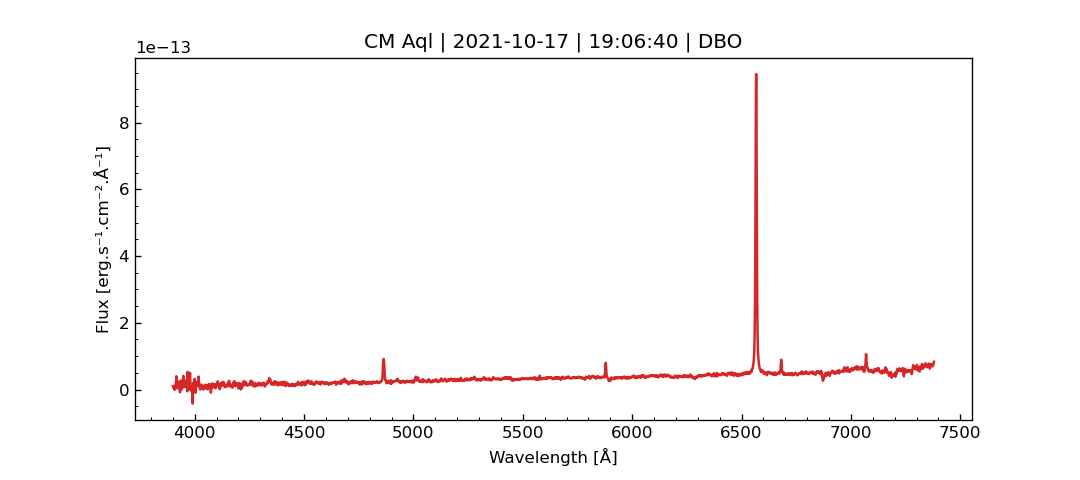 CM Aql | 2021-10-17 | 19:06:40 | DBO
1e−13
Flux [erg.s⁻¹.cm⁻².Å⁻¹]
8
6
4
2
0
4000 4500 5000 5500 6000 6500 7000 7500
Wavelength [Å]